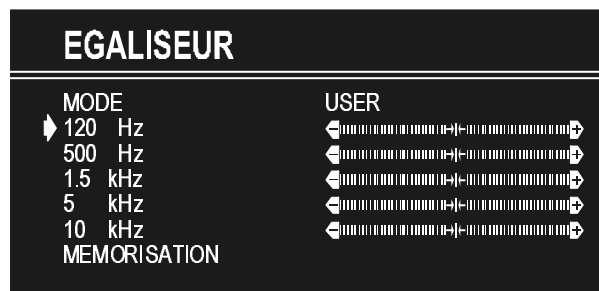 EGALISEUR
MODE USER
120 Hz
500 Hz
1.5 kHz
5 kHz
10 kHz
MEMORISATION